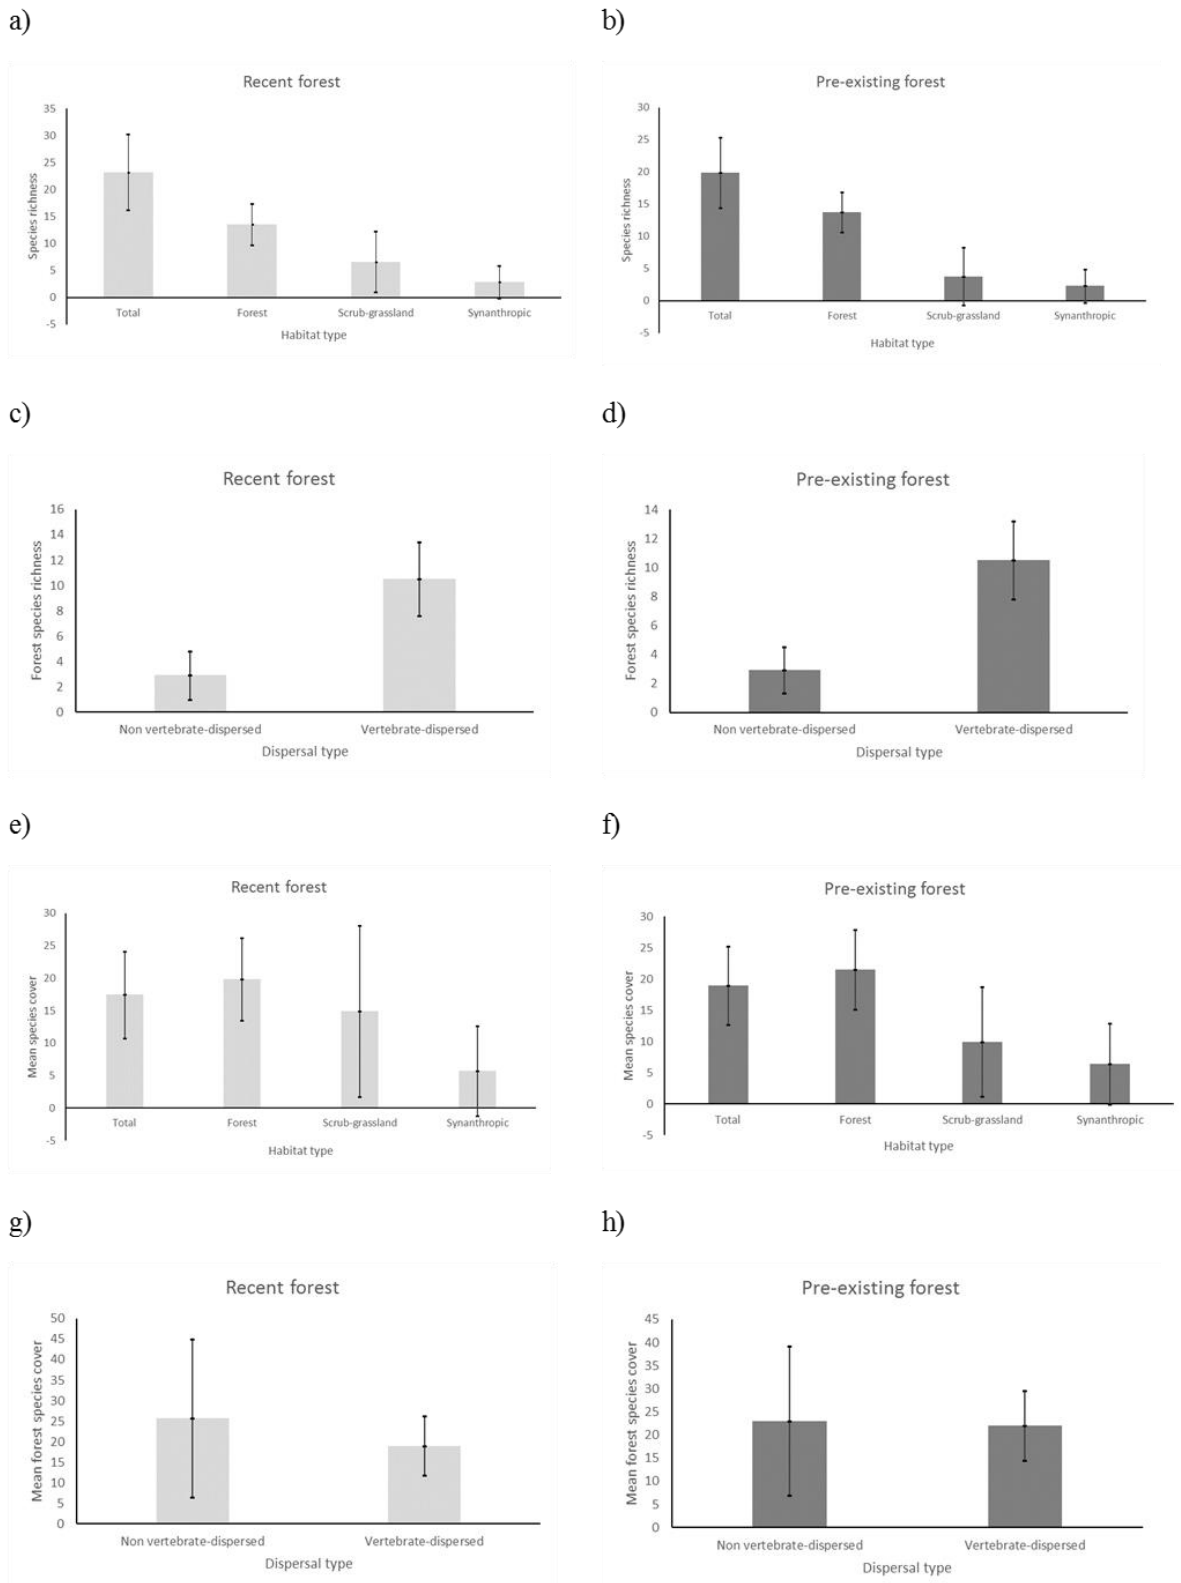 a)
Recent forest
35
30
25
20
15
10
5
0
-5
Species richness
Total Forest Scrub-grassland Synanthropic
Habitat type
b)
Pre-existing forest
30
25
20
15
10
5
0
-5
Species richness
Total Forest Scrub-grassland Synanthropic
Habitat type
c)
Recent forest
16
14
12
10
8
6
4
2
0
Forest species richness
Non vertebrate-dispersed Vertebrate-dispersed
Dispersal type
d)
Pre-existing forest
14
12
10
8
6
4
2
0
Forest species richness
Non vertebrate-dispersed Vertebrate-dispersed
Dispersal type
e)
Recent forest
30
25
20
15
10
5
0
-5
Mean species cover
Total Forest Scrub-grassland Synanthropic
Habitat type
f)
Pre-existing forest
30
25
20
15
10
5
0
-5
Mean species cover
Total Forest Scrub-grassland Synanthropic
Habitat type
g)
Recent forest
50
45
40
35
30
25
20
15
10
5
0
Mean forest species cover
Non vertebrate-dispersed Vertebrate-dispersed
Dispersal type
h)
Pre-existing forest
45
40
35
30
25
20
15
10
5
0
Mean forest species cover
Non vertebrate-dispersed Vertebrate-dispersed
Dispersal type